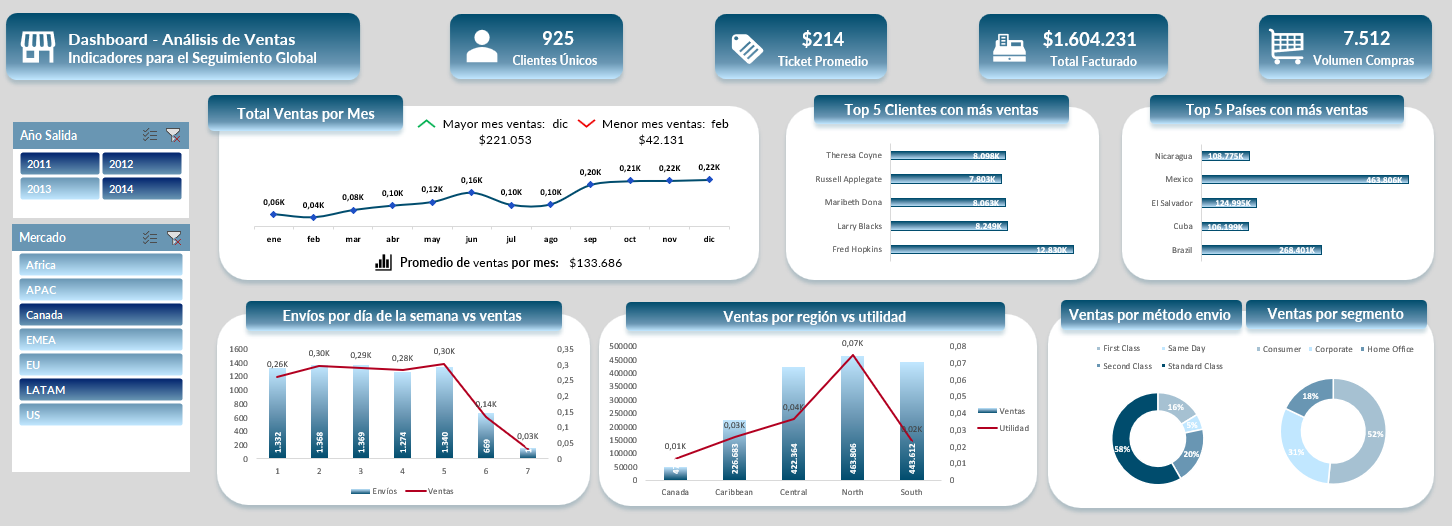 Dashboard - Análisis de Ventas
Indicadores para el Seguimiento Global
925
Clientes Únicos
$214
Ticket Promedio
$1.604.231
Total Facturado
7.512
Volumen Compras
Año Salida
2011
2012
2013
2014
Mercado
Africa
APAC
Canada
EMEA
EU
LATAM
US
Total Ventas por Mes
Mayor mes ventas: dic
$221.053
Menor mes ventas: feb
$42.131
0,06K 0,04K 0,08K 0,10K 0,12K 0,16K 0,10K 0,10K 0,20K 0,21K 0,22K 0,22K
ene feb mar abr may jun jul ago sep oct nov dic
Promedio de ventas por mes: $133.686
Top 5 Clientes con más ventas
Theresa Coyne 8.098K
Russell Applegate 7.803K
Maribeth Dona 8.063K
Larry Blacks 8.249K
Fred Hopkins 12.830K
Top 5 Países con más ventas
Nicaragua 108.775K
Mexico 463.806K
El Salvador 124.995K
Cuba 106.199K
Brazil 268.401K
Envíos por día de la semana vs ventas
1600
1400
1200
1000
800
600
400
200
0
0,26K 0,30K 0,29K 0,28K 0,30K 0,14K 0,03K
1.332 1.368 1.369 1.274 1.340 669
0,35
0,3
0,25
0,2
0,15
0,1
0,05
0
1 2 3 4 5 6 7
Envíos Ventas
Ventas por región vs utilidad
500000
450000
400000
350000
300000
250000
200000
150000
100000
50000
0
0,01K 0,03K 0,04K 0,07K 0,02K
226.683 422.364 463.806 443.612
0,08
0,07
0,06
0,05
0,04
0,03
0,02
0,01
0
Canada Caribbean Central North South
Ventas
Utilidad
Ventas por método envio
First Class Same Day
Second Class Standard Class
16%
5%
20%
58%
Ventas por segmento
Consumer Corporate Home Office
18%
52%
31%